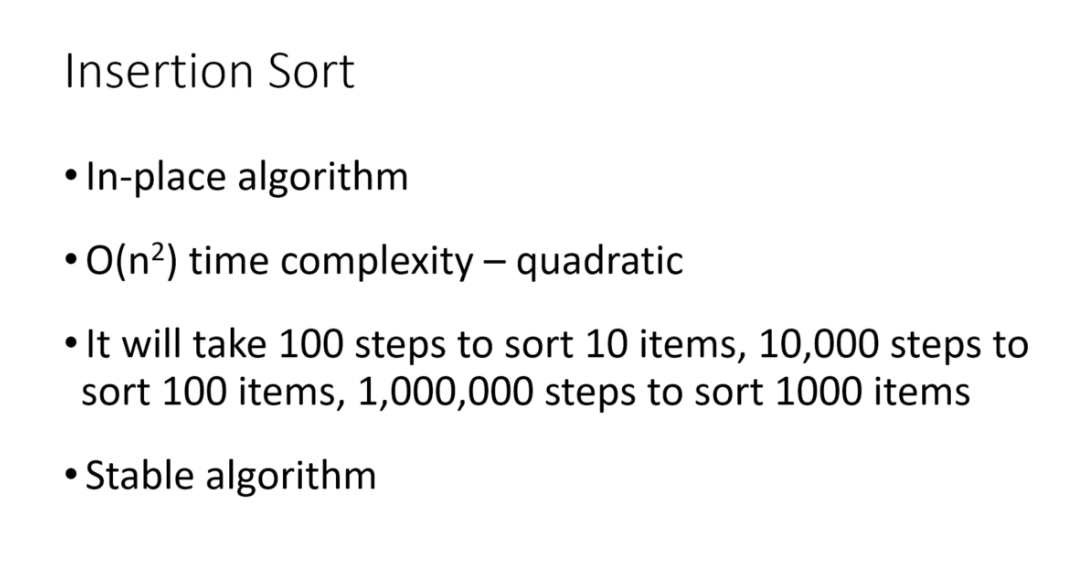 Insertion Sort
• In-place algorithm
• O(n²) time complexity – quadratic
• It will take 100 steps to sort 10 items, 10,000 steps to
sort 100 items, 1,000,000 steps to sort 1000 items
• Stable algorithm